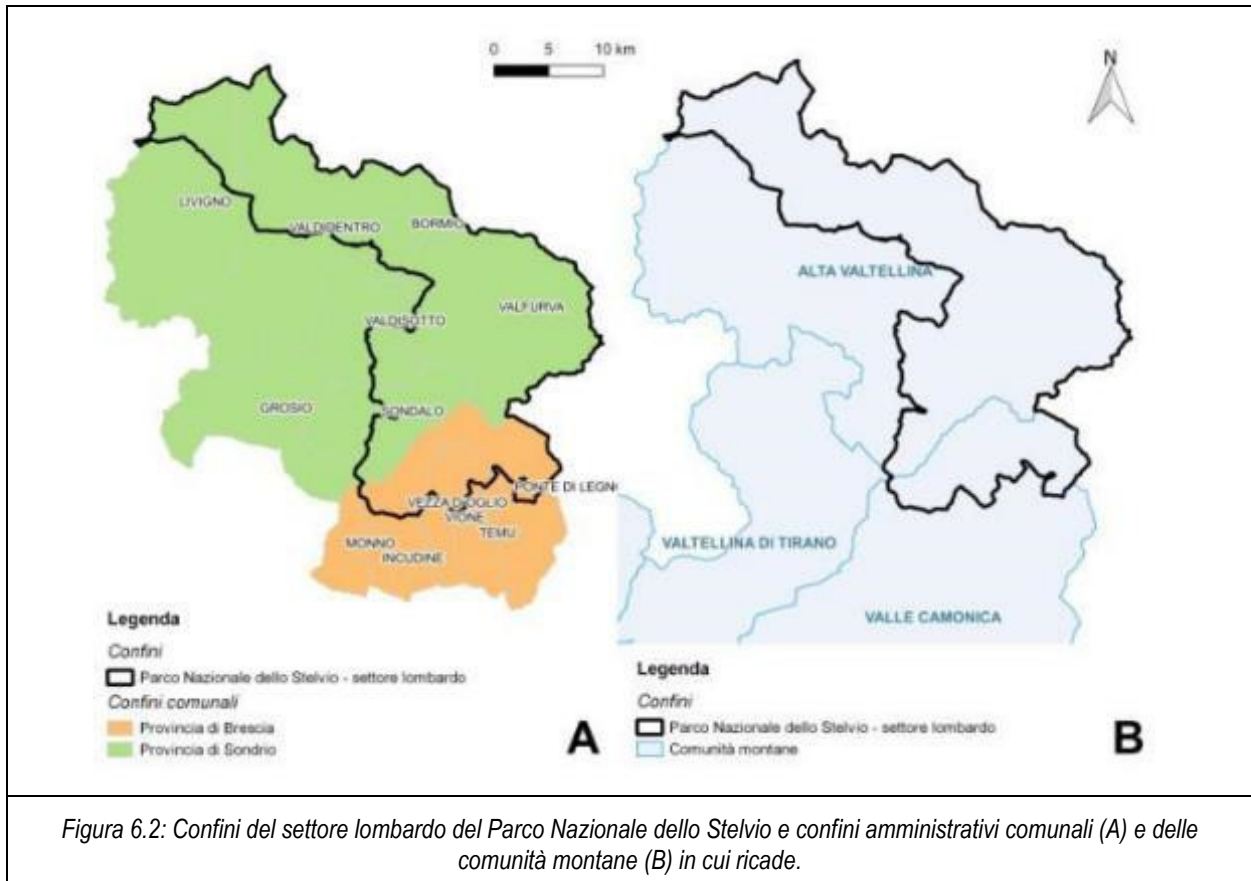 0 5 10 km
N
LIVIGNO
VALDIDENTRO
BORMIO
VALFURVA
VALDISOTTO
GROSIO
SONDALO
PONTE DI LEGNO
VEZZA D'OGLIO
VIONE
TEMU
MONNO
INCUDINE
Legenda
Confini
Parco Nazionale dello Stelvio - settore lombardo
Confini comunali
Provincia di Brescia
Provincia di Sondrio
A
ALTA VALTELLINA
VALTELLINA DI TIRANO
VALLE CAMONICA
Legenda
Confini
Parco Nazionale dello Stelvio - settore lombardo
Comunità montane
B
Figura 6.2: Confini del settore lombardo del Parco Nazionale dello Stelvio e confini amministrativi comunali (A) e delle
comunità montane (B) in cui ricade.